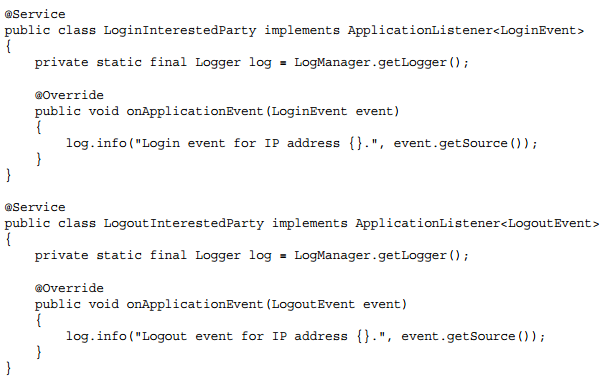 @Service
public class LoginInterestedParty implements ApplicationListener<LoginEvent>
{
    private static final Logger log = LogManager.getLogger();

    @Override
    public void onApplicationEvent(LoginEvent event)
    {
        log.info("Login event for IP address {}.", event.getSource());
    }
}

@Service
public class LogoutInterestedParty implements ApplicationListener<LogoutEvent>
{
    private static final Logger log = LogManager.getLogger();

    @Override
    public void onApplicationEvent(LogoutEvent event)
    {
        log.info("Logout event for IP address {}.", event.getSource());
    }
}